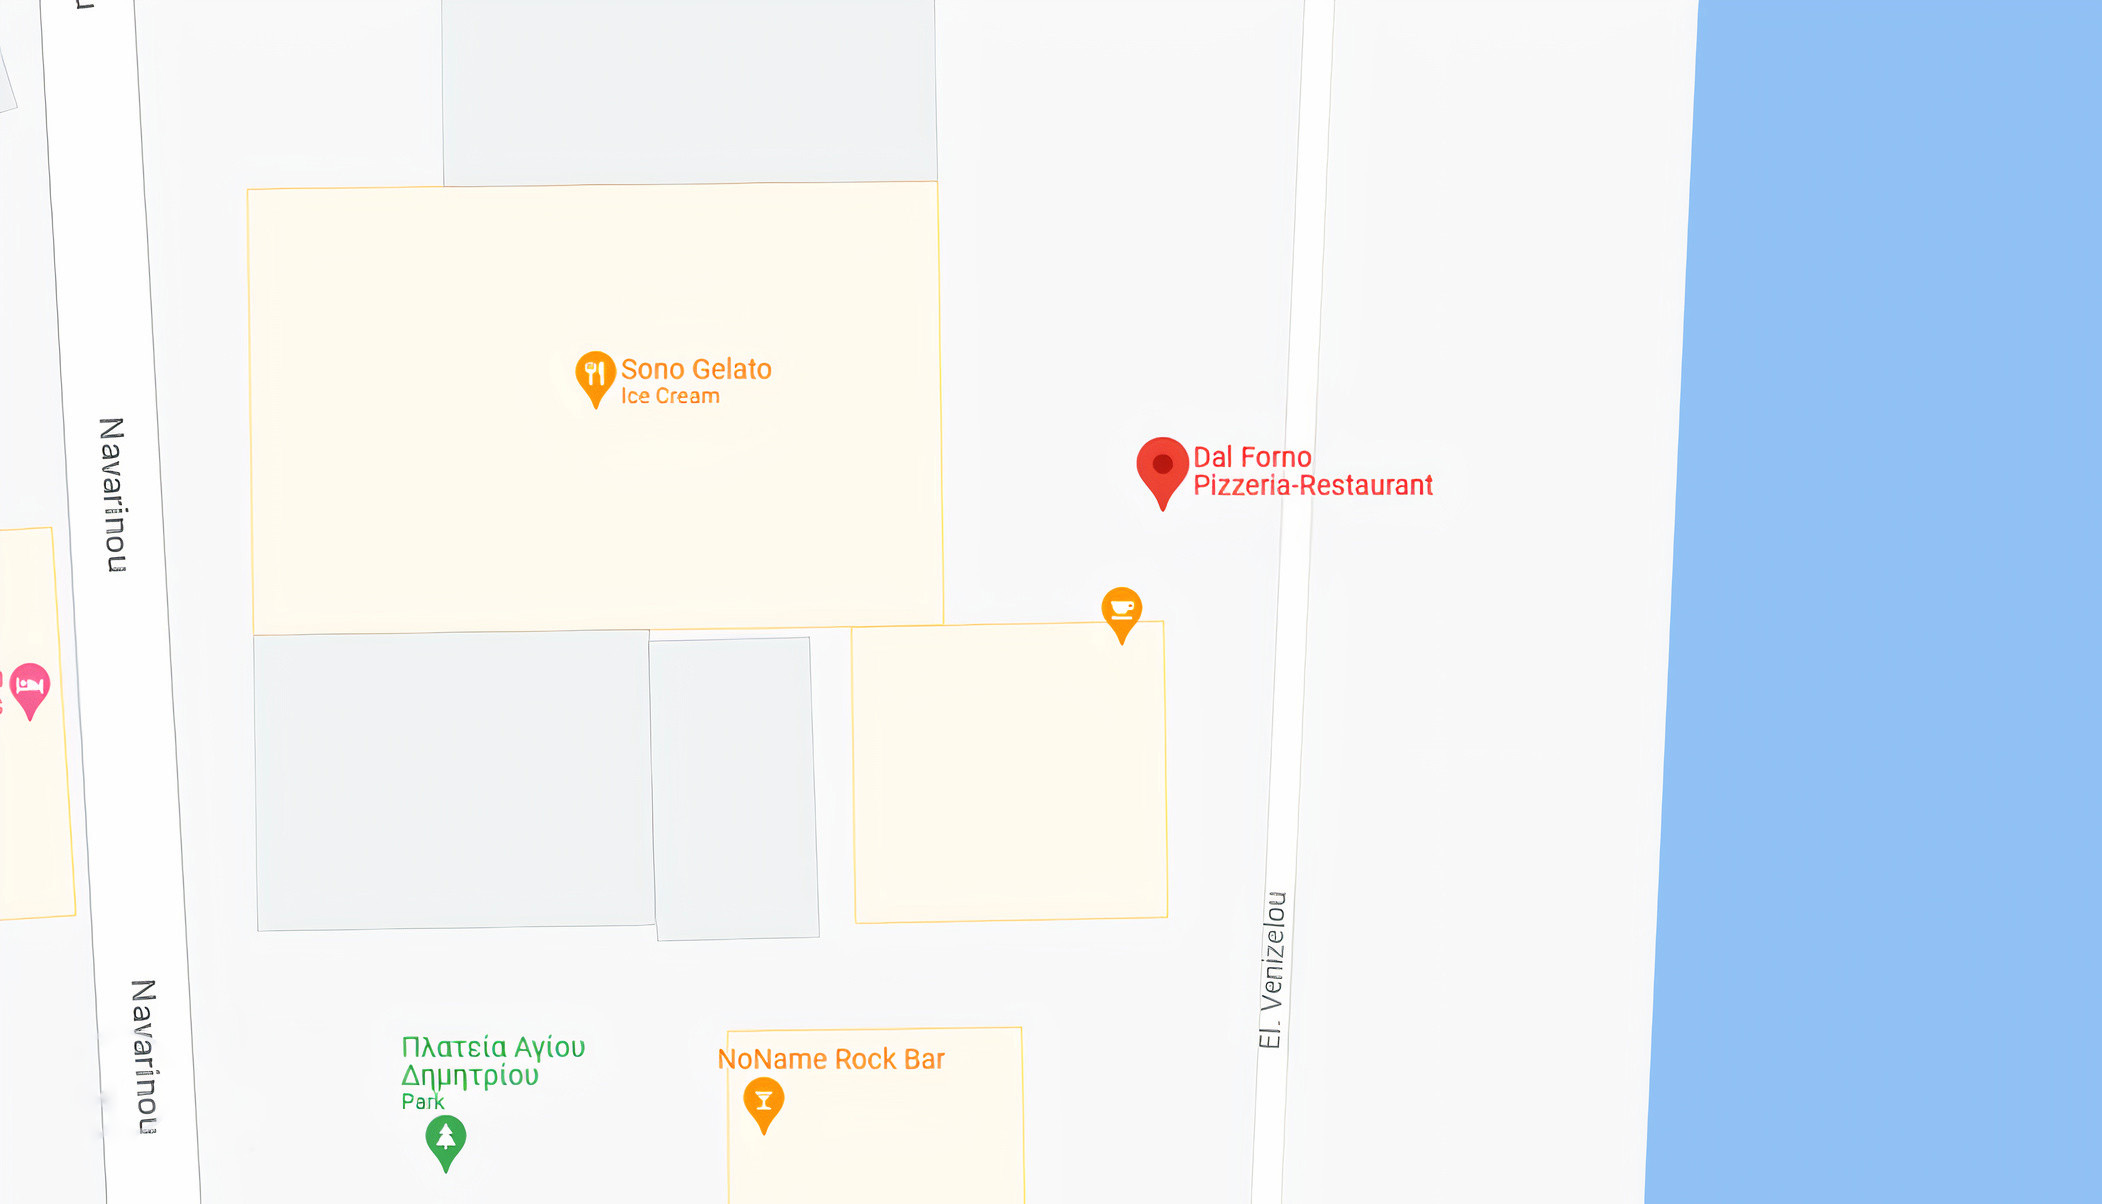 Sono Gelato
Ice Cream
Dal Forno
Pizzeria-Restaurant
Navarinou
El. Venizelou
Navarinou
Πλατεία Αγίου
Δημητρίου
Park
NoName Rock Bar